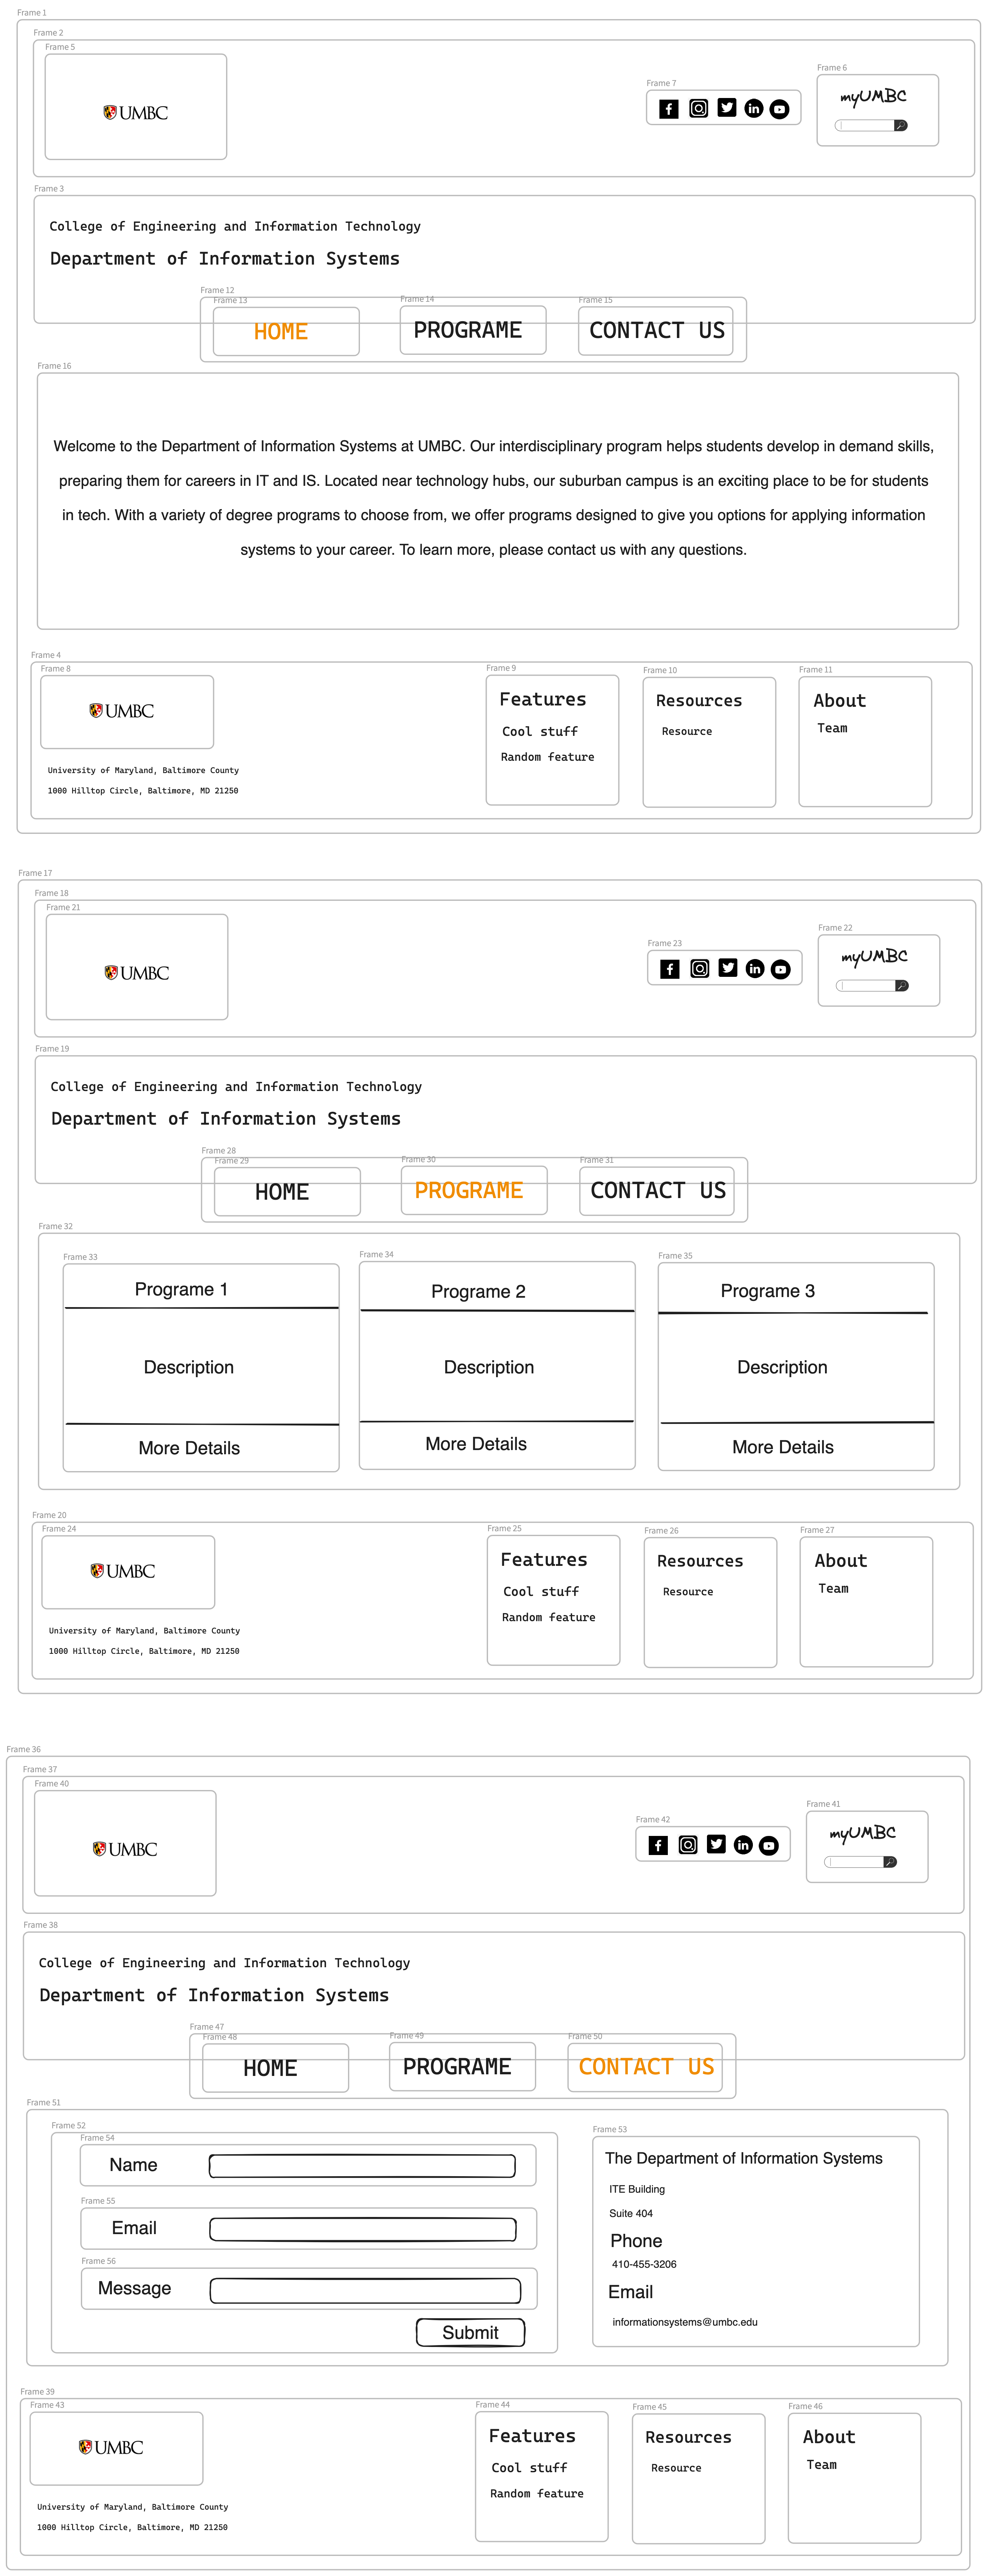 Frame 1
Frame 2
Frame 5
UMBC
Frame 7
Frame 6
myUMBC
Frame 3
College of Engineering and Information Technology
Department of Information Systems
Frame 12
Frame 13
HOME
Frame 14
PROGRAME
Frame 15
CONTACT US
Frame 16
Welcome to the Department of Information Systems at UMBC. Our interdisciplinary program helps students develop in demand skills,
preparing them for careers in IT and IS. Located near technology hubs, our suburban campus is an exciting place to be for students
in tech. With a variety of degree programs to choose from, we offer programs designed to give you options for applying information
systems to your career. To learn more, please contact us with any questions.
Frame 4
Frame 8
UMBC
University of Maryland, Baltimore County
1000 Hilltop Circle, Baltimore, MD 21250
Frame 9
Features
Cool stuff
Random feature
Frame 10
Resources
Resource
Frame 11
About
Team
Frame 17
Frame 18
Frame 21
UMBC
Frame 23
Frame 22
myUMBC
Frame 19
College of Engineering and Information Technology
Department of Information Systems
Frame 28
Frame 29
HOME
Frame 30
PROGRAME
Frame 31
CONTACT US
Frame 32
Frame 33
Programe 1
Description
More Details
Frame 34
Programe 2
Description
More Details
Frame 35
Programe 3
Description
More Details
Frame 20
Frame 24
UMBC
University of Maryland, Baltimore County
1000 Hilltop Circle, Baltimore, MD 21250
Frame 25
Features
Cool stuff
Random feature
Frame 26
Resources
Resource
Frame 27
About
Team
Frame 36
Frame 37
Frame 40
UMBC
Frame 42
Frame 41
myUMBC
Frame 38
College of Engineering and Information Technology
Department of Information Systems
Frame 47
Frame 48
HOME
Frame 49
PROGRAME
Frame 50
CONTACT US
Frame 51
Frame 52
Frame 54
Name
Frame 55
Email
Frame 56
Message
Submit
Frame 53
The Department of Information Systems
ITE Building
Suite 404
Phone
410-455-3206
Email
informationsystems@umbc.edu
Frame 39
Frame 43
UMBC
University of Maryland, Baltimore County
1000 Hilltop Circle, Baltimore, MD 21250
Frame 44
Features
Cool stuff
Random feature
Frame 45
Resources
Resource
Frame 46
About
Team